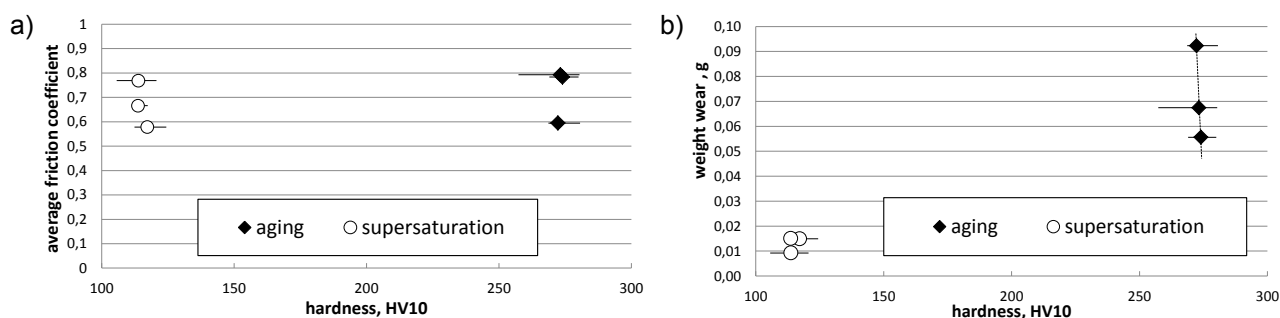 a)
average friction coefficient
1
0,9
0,8
0,7
0,6
0,5
0,4
0,3
0,2
0,1
0
aging supersaturation
100 150 200 250 300
hardness, HV10
b)
weight wear , g
0,10
0,09
0,08
0,07
0,06
0,05
0,04
0,03
0,02
0,01
0,00
aging supersaturation
100 150 200 250 300
hardness, HV10